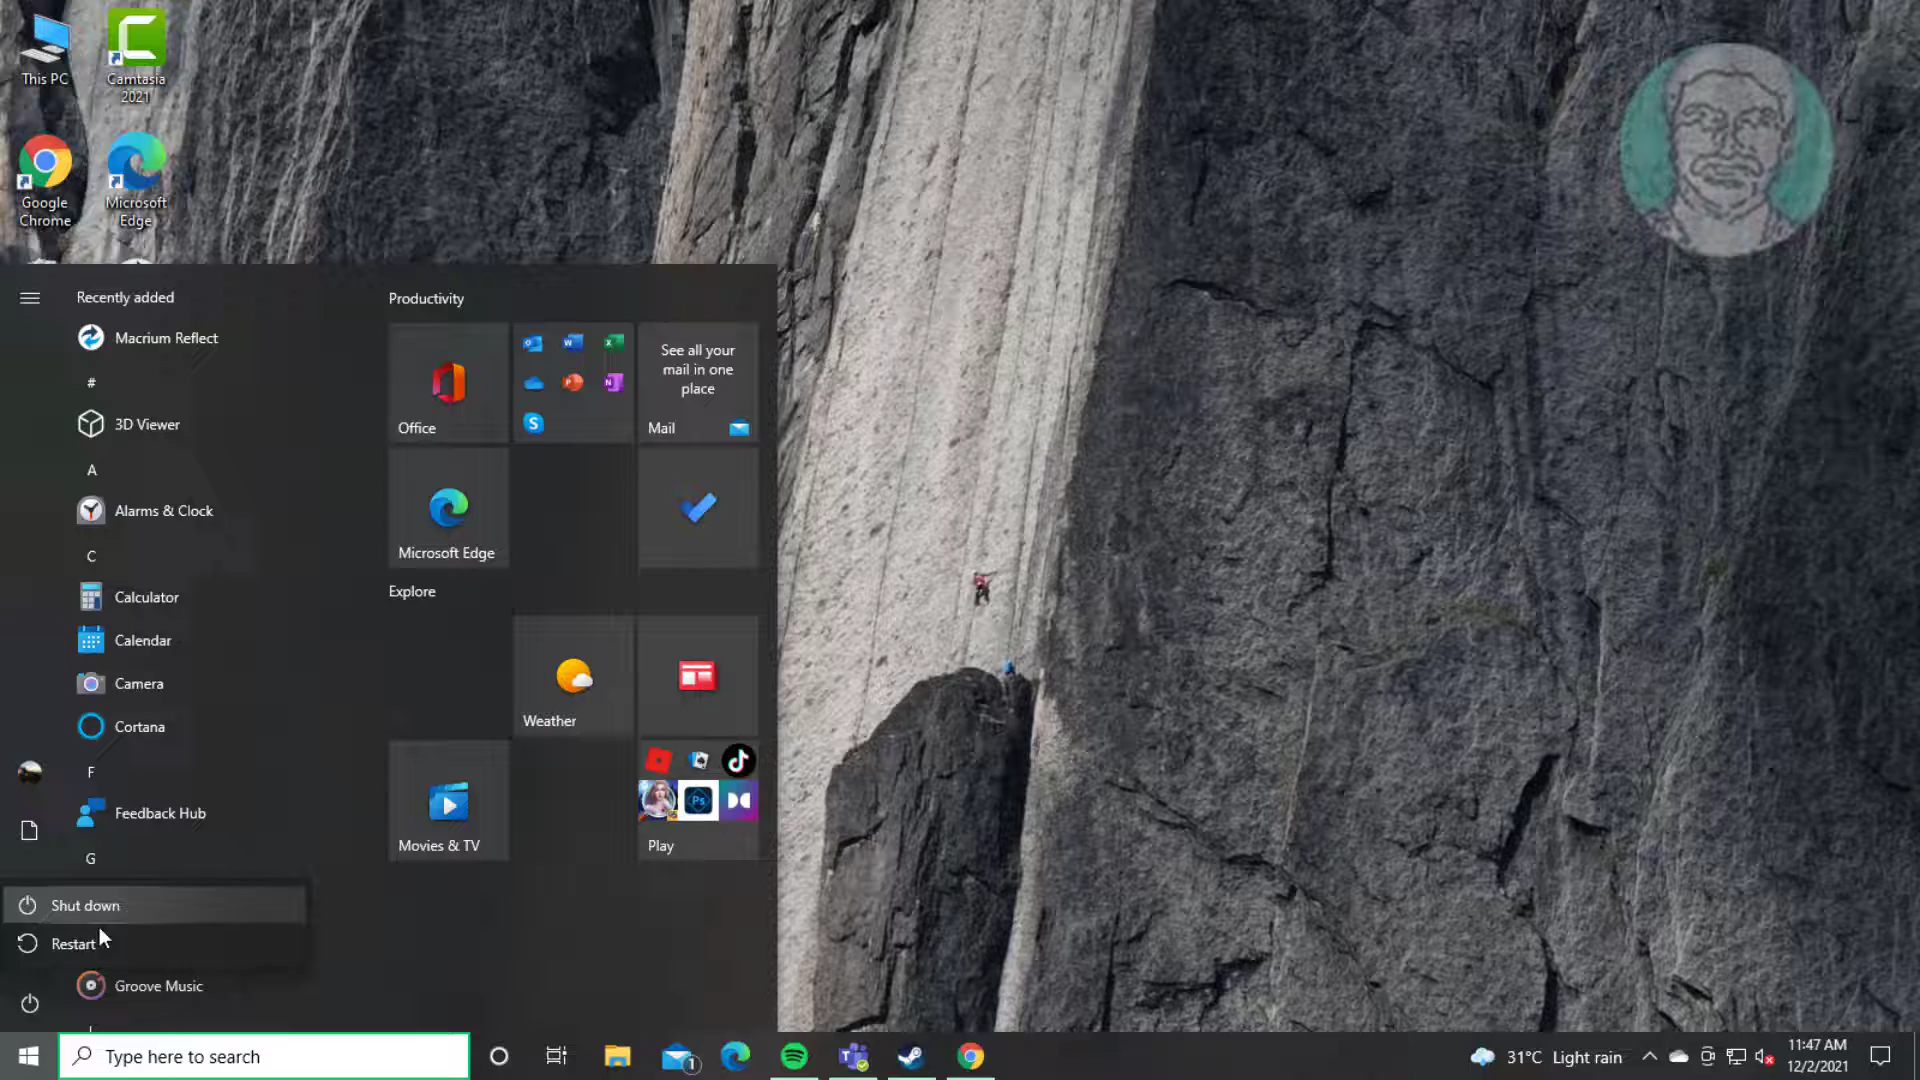 This PC
Camtasia
2021
Google
Chrome
Microsoft
Edge
Recently added
Macrium Reflect
#
3D Viewer
A
Alarms & Clock
C
Calculator
Calendar
Camera
Cortana
F
Feedback Hub
G
Shut down
Restart
Groove Music
Productivity
Office
See all your
mail in one
place
Mail
Microsoft Edge
Explore
Weather
Movies & TV
Ps
Play
Type here to search
1
31°C Light rain
11:47 AM
12/2/2021